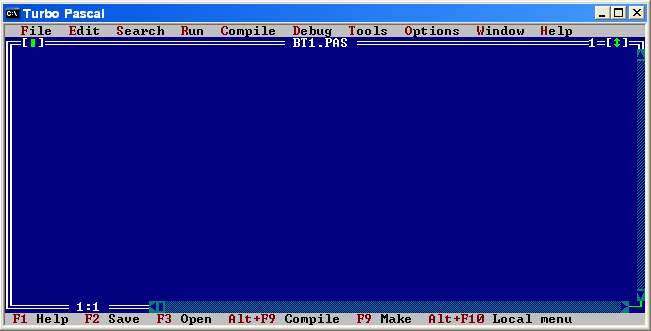 C:\ Turbo Pascal
File Edit Search Run Compile Debug Tools Options Window Help
[▮] BT1.PAS 1=[↕]
1:1
F1 Help F2 Save F3 Open Alt+F9 Compile F9 Make Alt+F10 Local menu